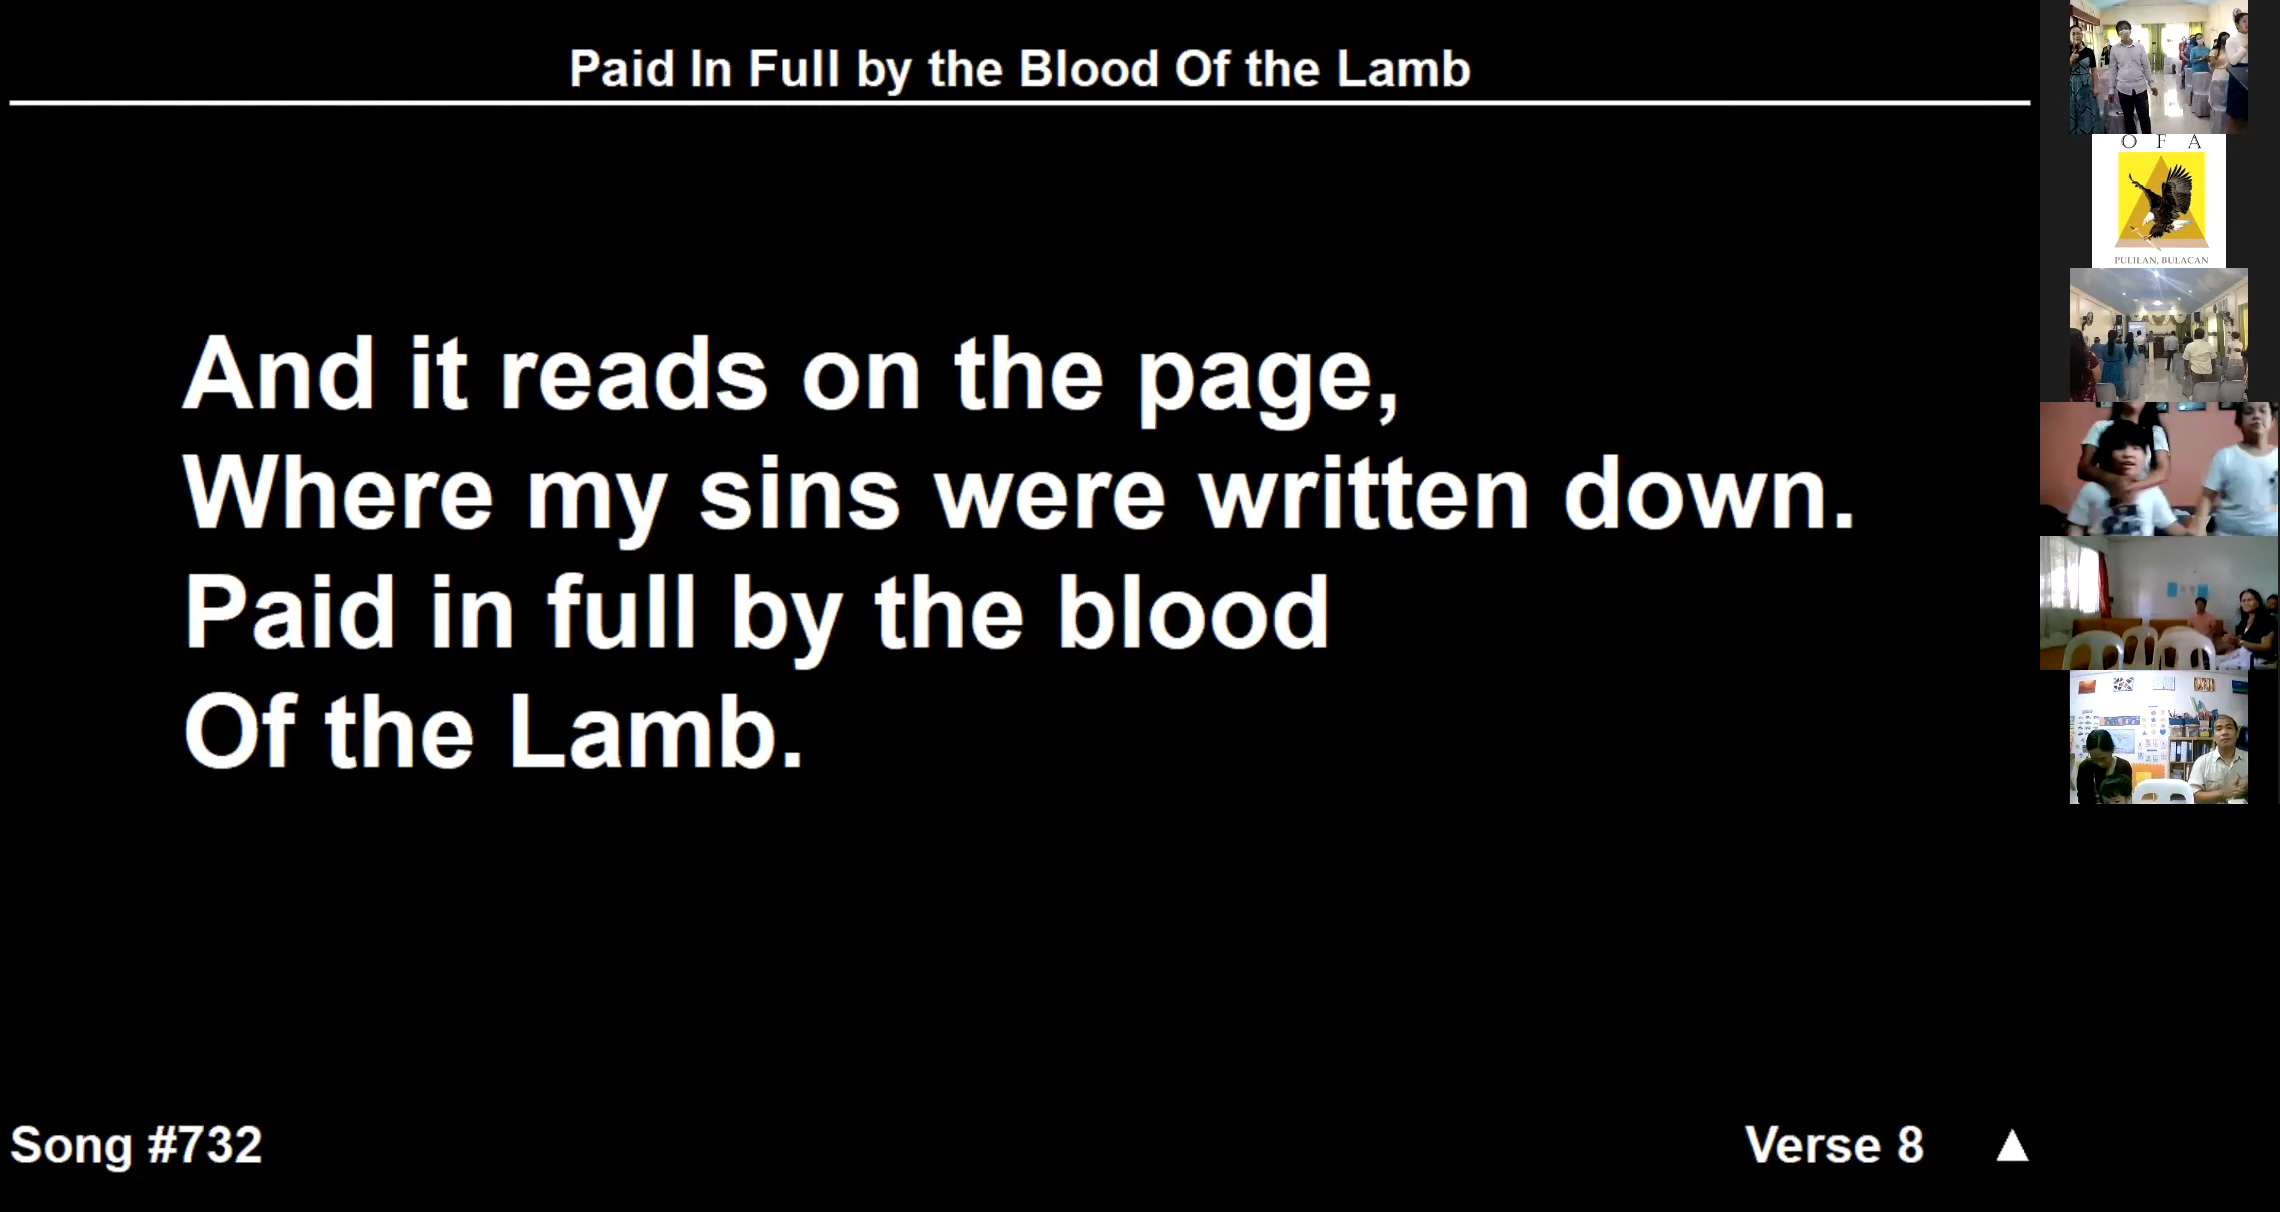 Paid In Full by the Blood Of the Lamb
And it reads on the page,
Where my sins were written down.
Paid in full by the blood
Of the Lamb.
Song #732
Verse 8 ▲
O F A
PULILAN, BULACAN